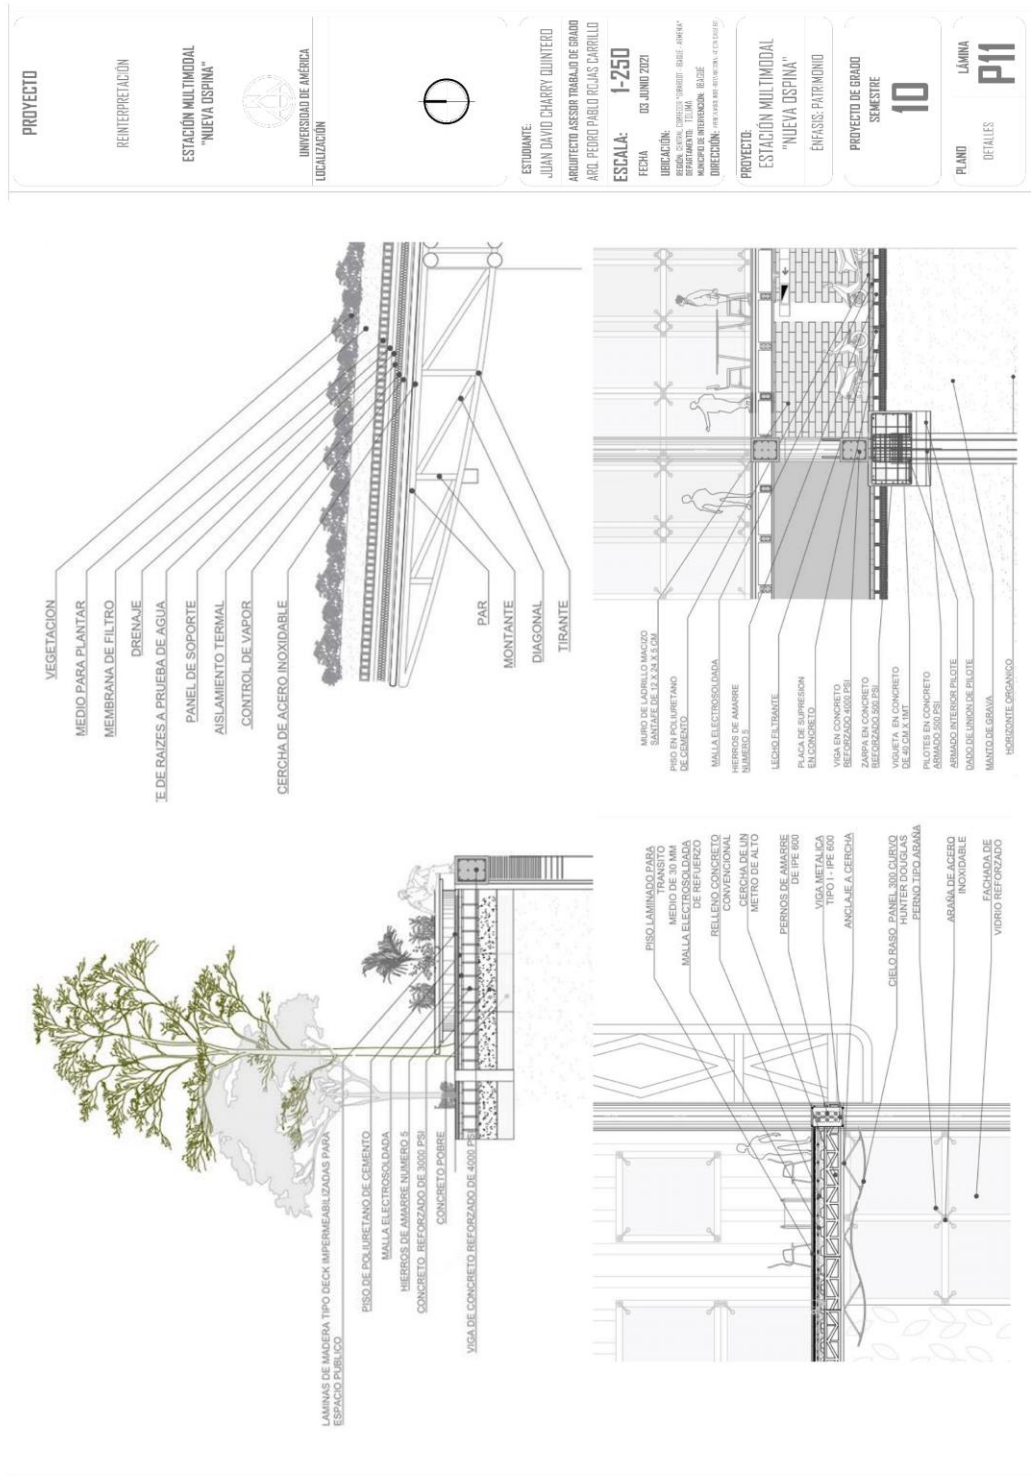 PROYECTO
REINTERPRETACIÓN
ESTACIÓN MULTIMODAL
"NUEVA OSPINA"
UNIVERSIDAD DE AMÉRICA
LOCALIZACIÓN
ESTUDIANTE:
JUAN DAVID CHARRY QUINTERO
ARQUITECTO ASESOR TRABAJO DE GRADO
ARQ. PEDRO PABLO ROJAS CARRILLO
ESCALA: 1-250
FECHA 03 JUNIO 2021
UBICACIÓN:
DEPARTAMENTO: TOLIMA
MUNICIPIO DE INTERVENCIÓN: IBAGUÉ
DIRECCIÓN:
PROYECTO:
ESTACIÓN MULTIMODAL
"NUEVA OSPINA"
ÉNFASIS: PATRIMONIO
PROYECTO DE GRADO
SEMESTRE
10
PLANO LÁMINA
DETALLES P11
VEGETACION
MEDIO PARA PLANTAR
MEMBRANA DE FILTRO
DRENAJE
E DE RAIZES A PRUEBA DE AGUA
PANEL DE SOPORTE
AISLAMIENTO TERMAL
CONTROL DE VAPOR
CERCHA DE ACERO INOXIDABLE
PAR
MONTANTE
DIAGONAL
TIRANTE
MURO DE LADRILLO MACIZO
SANTAFE DE 12 X 24 X 5 CM
PISO EN POLIURETANO
DE CEMENTO
MALLA ELECTROSOLDADA
HIERROS DE AMARRE
NUMERO 5
LECHO FILTRANTE
PLACA DE SUPRESION
EN CONCRETO
VIGA EN CONCRETO
REFORZADO 4000 PSI
ZARPA EN CONCRETO
REFORZADO 500 PSI
VIGUETA EN CONCRETO
DE 40 CM X 1MT
PILOTES EN CONCRETO
ARMADO 500 PSI
ARMADO INTERIOR PILOTE
DADO DE UNION DE PILOTE
MANTO DE GRAVA
HORIZONTE ORGANICO
LAMINAS DE MADERA TIPO DECK IMPERMEABILIZADAS PARA
ESPACIO PUBLICO
PISO DE POLIURETANO DE CEMENTO
MALLA ELECTROSOLDADA
HIERROS DE AMARRE NUMERO 5
CONCRETO REFORZADO DE 3000 PSI
CONCRETO POBRE
VIGA DE CONCRETO REFORZADO DE 4000 PSI
PISO LAMINADO PARA
TRANSITO
MEDIO DE 30 MM
MALLA ELECTROSOLDADA
DE REFUERZO
RELLENO CONCRETO
CONVENCIONAL
CERCHA DE UN
METRO DE ALTO
PERNOS DE AMARRE
DE IPE 600
VIGA METALICA
TIPO I - IPE 600
ANCLAJE A CERCHA
CIELO RASO PANEL 300 CURVO
HUNTER DOUGLAS
PERNO TIPO ARAÑA
ARAÑA DE ACERO
INOXIDABLE
FACHADA DE
VIDRIO REFORZADO